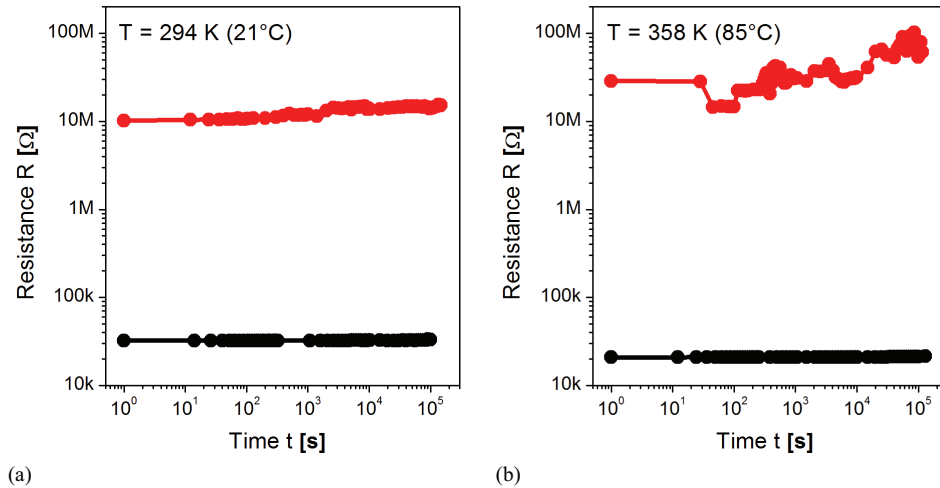 T = 294 K (21°C)
100M
10M
1M
100k
10k
Resistance R [Ω]
10⁰ 10¹ 10² 10³ 10⁴ 10⁵
Time t [s]
(a)
T = 358 K (85°C)
100M
10M
1M
100k
10k
Resistance R [Ω]
10⁰ 10¹ 10² 10³ 10⁴ 10⁵
Time t [s]
(b)